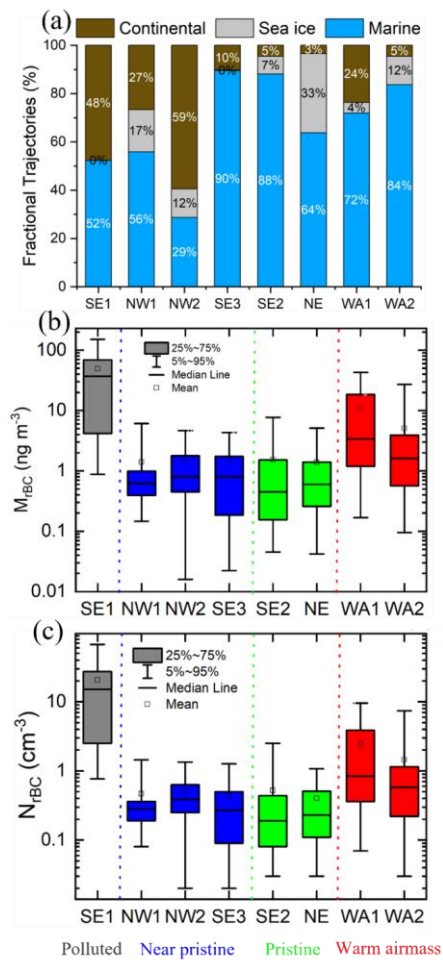 (a)
Continental Sea ice Marine
Fractional Trajectories (%)
100
80
60
40
20
0
48% 27% 59% 10% 5% 3% 24% 5%
0% 17% 12% 0% 7% 33% 4% 12%
52% 56% 29% 90% 88% 64% 72% 84%
SE1 NW1 NW2 SE3 SE2 NE WA1 WA2
(b)
MrBC (ng m-3)
100
10
1
0.1
0.01
25%~75%
5%~95%
Median Line
Mean
SE1 NW1 NW2 SE3 SE2 NE WA1 WA2
(c)
NrBC (cm-3)
10
1
0.1
25%~75%
5%~95%
Median Line
Mean
SE1 NW1 NW2 SE3 SE2 NE WA1 WA2
Polluted Near pristine Pristine Warm airmass